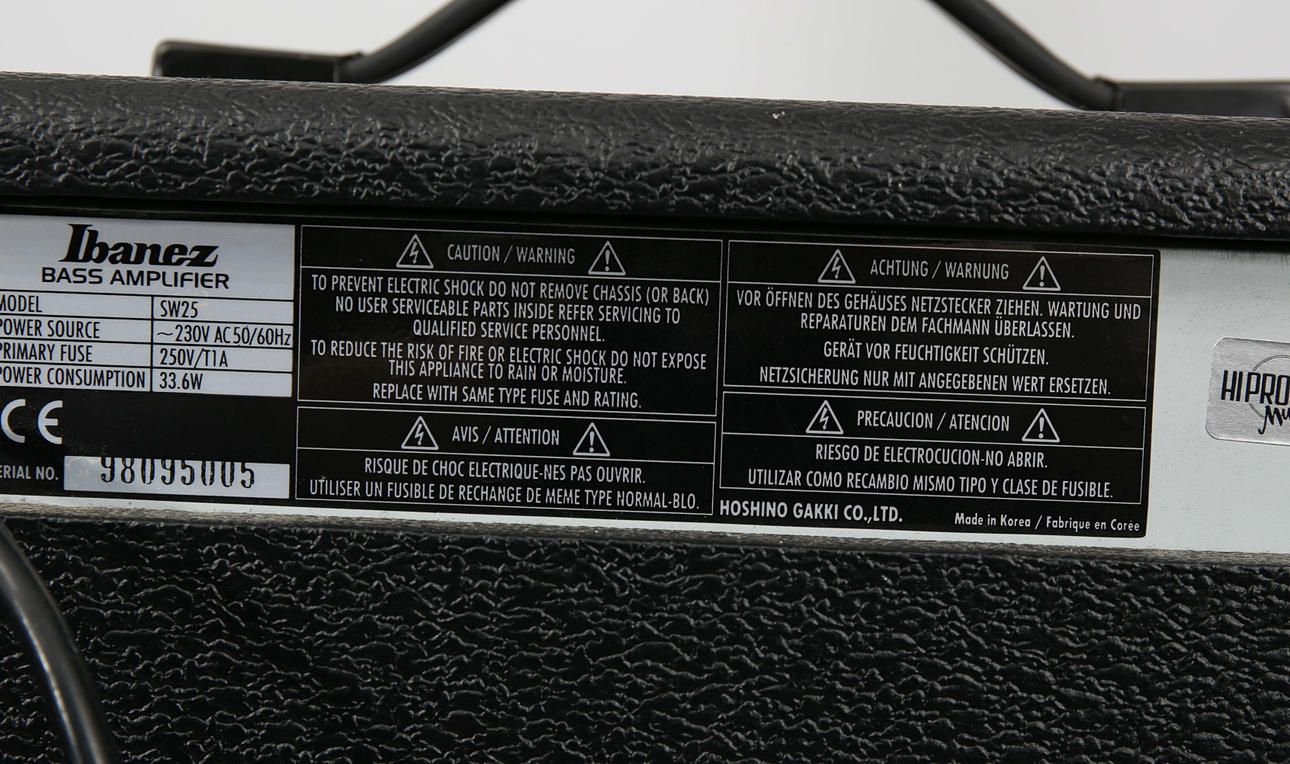 Ibanez
BASS AMPLIFIER
MODEL SW25
POWER SOURCE ~230V AC 50/60Hz
PRIMARY FUSE 250V/T1A
POWER CONSUMPTION 33.6W
CE
ERIAL NO. 98095005
CAUTION / WARNING
TO PREVENT ELECTRIC SHOCK DO NOT REMOVE CHASSIS (OR BACK)
NO USER SERVICEABLE PARTS INSIDE REFER SERVICING TO
QUALIFIED SERVICE PERSONNEL.
TO REDUCE THE RISK OF FIRE OR ELECTRIC SHOCK DO NOT EXPOSE
THIS APPLIANCE TO RAIN OR MOISTURE.
REPLACE WITH SAME TYPE FUSE AND RATING.
AVIS / ATTENTION
RISQUE DE CHOC ELECTRIQUE-NES PAS OUVRIR.
UTILISER UN FUSIBLE DE RECHANGE DE MEME TYPE NORMAL-BLO.
ACHTUNG / WARNUNG
VOR ÖFFNEN DES GEHÄUSES NETZSTECKER ZIEHEN. WARTUNG UND
REPARATUREN DEM FACHMANN ÜBERLASSEN.
GERÄT VOR FEUCHTIGKEIT SCHÜTZEN.
NETZSICHERUNG NUR MIT ANGEGEBENEN WERT ERSETZEN.
PRECAUCION / ATENCION
RIESGO DE ELECTROCUCION-NO ABRIR.
UTILIZAR COMO RECAMBIO MISMO TIPO Y CLASE DE FUSIBLE.
HOSHINO GAKKI CO.,LTD.
Made in Korea / Fabrique en Corée
HIPRO
Mu